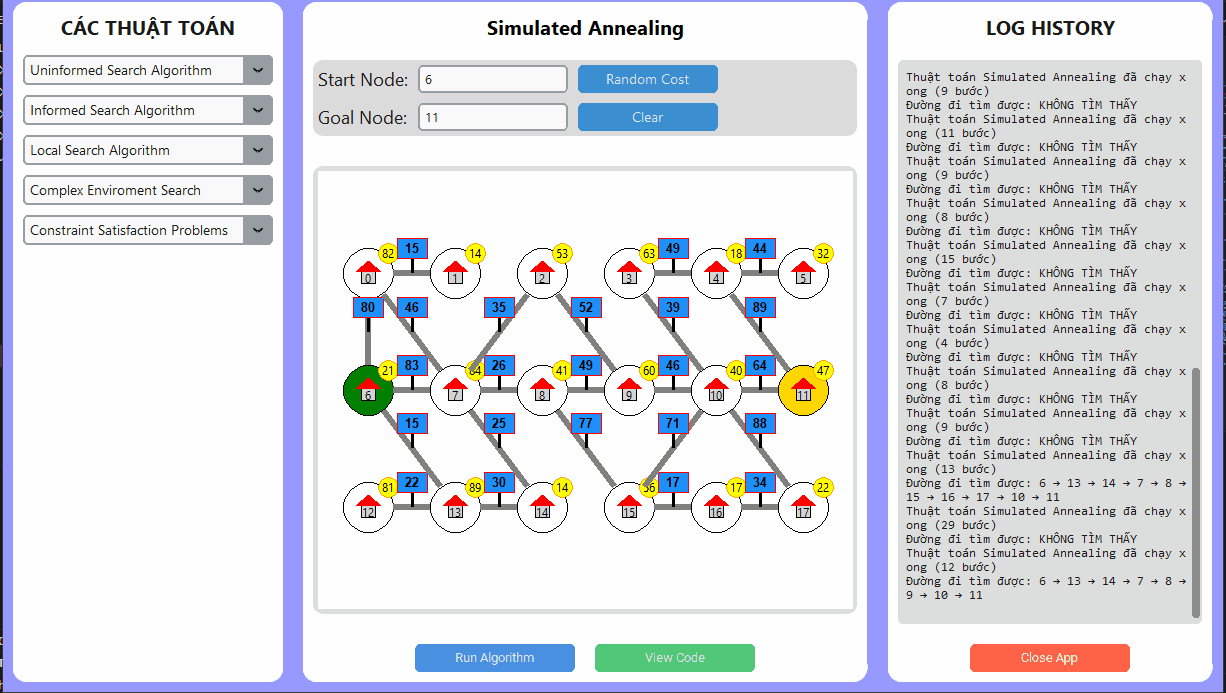 CÁC THUẬT TOÁN
Uninformed Search Algorithm
Informed Search Algorithm
Local Search Algorithm
Complex Enviroment Search
Constraint Satisfaction Problems
Simulated Annealing
Start Node: 6 Random Cost
Goal Node: 11 Clear
82 15 14 53 63 49 18 44 32
0 1 2 3 4 5
80 46 35 52 39 89
21 83 64 26 41 49 60 46 40 64 47
6 7 8 9 10 11
15 25 77 71 88
81 22 89 30 14 36 17 17 34 22
12 13 14 15 16 17
Run Algorithm View Code
LOG HISTORY
Thuật toán Simulated Annealing đã chạy x
ong (9 bước)
Đường đi tìm được: KHÔNG TÌM THẤY
Thuật toán Simulated Annealing đã chạy x
ong (11 bước)
Đường đi tìm được: KHÔNG TÌM THẤY
Thuật toán Simulated Annealing đã chạy x
ong (9 bước)
Đường đi tìm được: KHÔNG TÌM THẤY
Thuật toán Simulated Annealing đã chạy x
ong (8 bước)
Đường đi tìm được: KHÔNG TÌM THẤY
Thuật toán Simulated Annealing đã chạy x
ong (15 bước)
Đường đi tìm được: KHÔNG TÌM THẤY
Thuật toán Simulated Annealing đã chạy x
ong (7 bước)
Đường đi tìm được: KHÔNG TÌM THẤY
Thuật toán Simulated Annealing đã chạy x
ong (4 bước)
Đường đi tìm được: KHÔNG TÌM THẤY
Thuật toán Simulated Annealing đã chạy x
ong (8 bước)
Đường đi tìm được: KHÔNG TÌM THẤY
Thuật toán Simulated Annealing đã chạy x
ong (9 bước)
Đường đi tìm được: KHÔNG TÌM THẤY
Thuật toán Simulated Annealing đã chạy x
ong (13 bước)
Đường đi tìm được: 6 → 13 → 14 → 7 → 8 →
15 → 16 → 17 → 10 → 11
Thuật toán Simulated Annealing đã chạy x
ong (29 bước)
Đường đi tìm được: KHÔNG TÌM THẤY
Thuật toán Simulated Annealing đã chạy x
ong (12 bước)
Đường đi tìm được: 6 → 13 → 14 → 7 → 8 →
9 → 10 → 11
Close App